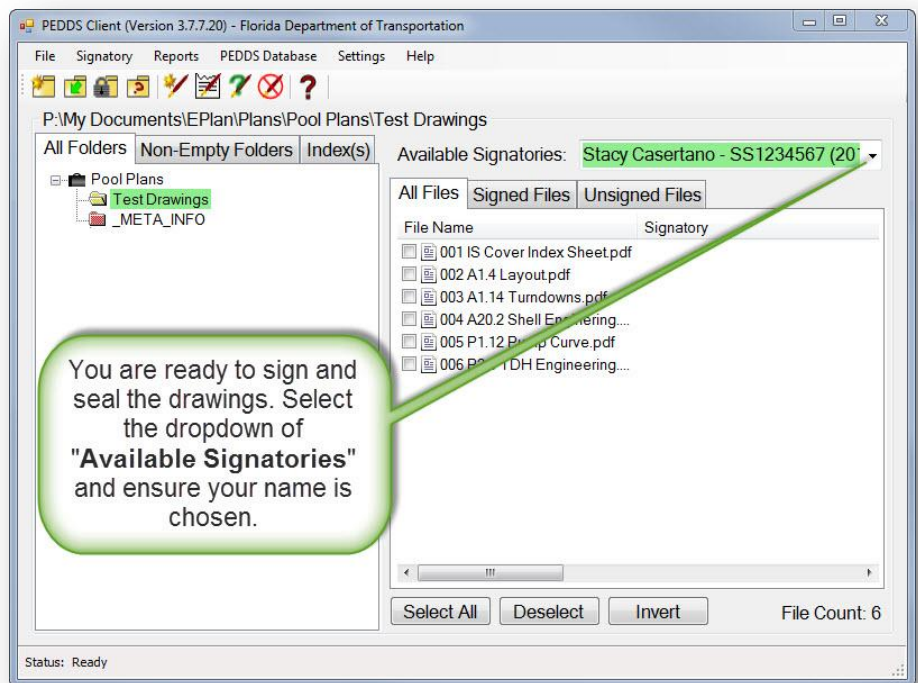 PEDDS Client (Version 3.7.7.20) - Florida Department of Transportation
File Signatory Reports PEDDS Database Settings Help
P:\My Documents\EPlan\Plans\Pool Plans\Test Drawings
All Folders Non-Empty Folders Index(s)
Pool Plans
Test Drawings
_META_INFO
Available Signatories: Stacy Casertano - SS1234567 (201
All Files Signed Files Unsigned Files
File Name Signatory
001 IS Cover Index Sheet.pdf
002 A1.4 Layout.pdf
003 A1.14 Turndowns.pdf
004 A20.2 Shell Engineering....
005 P1.12 Pump Curve.pdf
006 TDH Engineering....
You are ready to sign and
seal the drawings. Select
the dropdown of
"Available Signatories"
and ensure your name is
chosen.
Select All Deselect Invert File Count: 6
Status: Ready